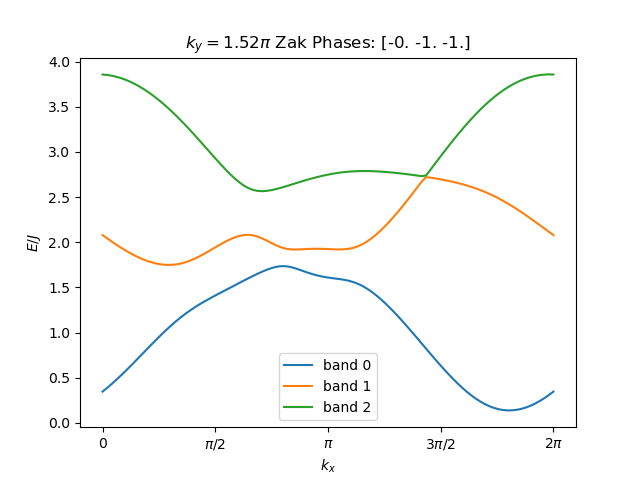 k_y = 1.52π Zak Phases: [-0. -1. -1.]
4.0
3.5
3.0
2.5
2.0
1.5
1.0
0.5
0.0
E/J
band 0
band 1
band 2
0
π/2
π
3π/2
2π
k_x